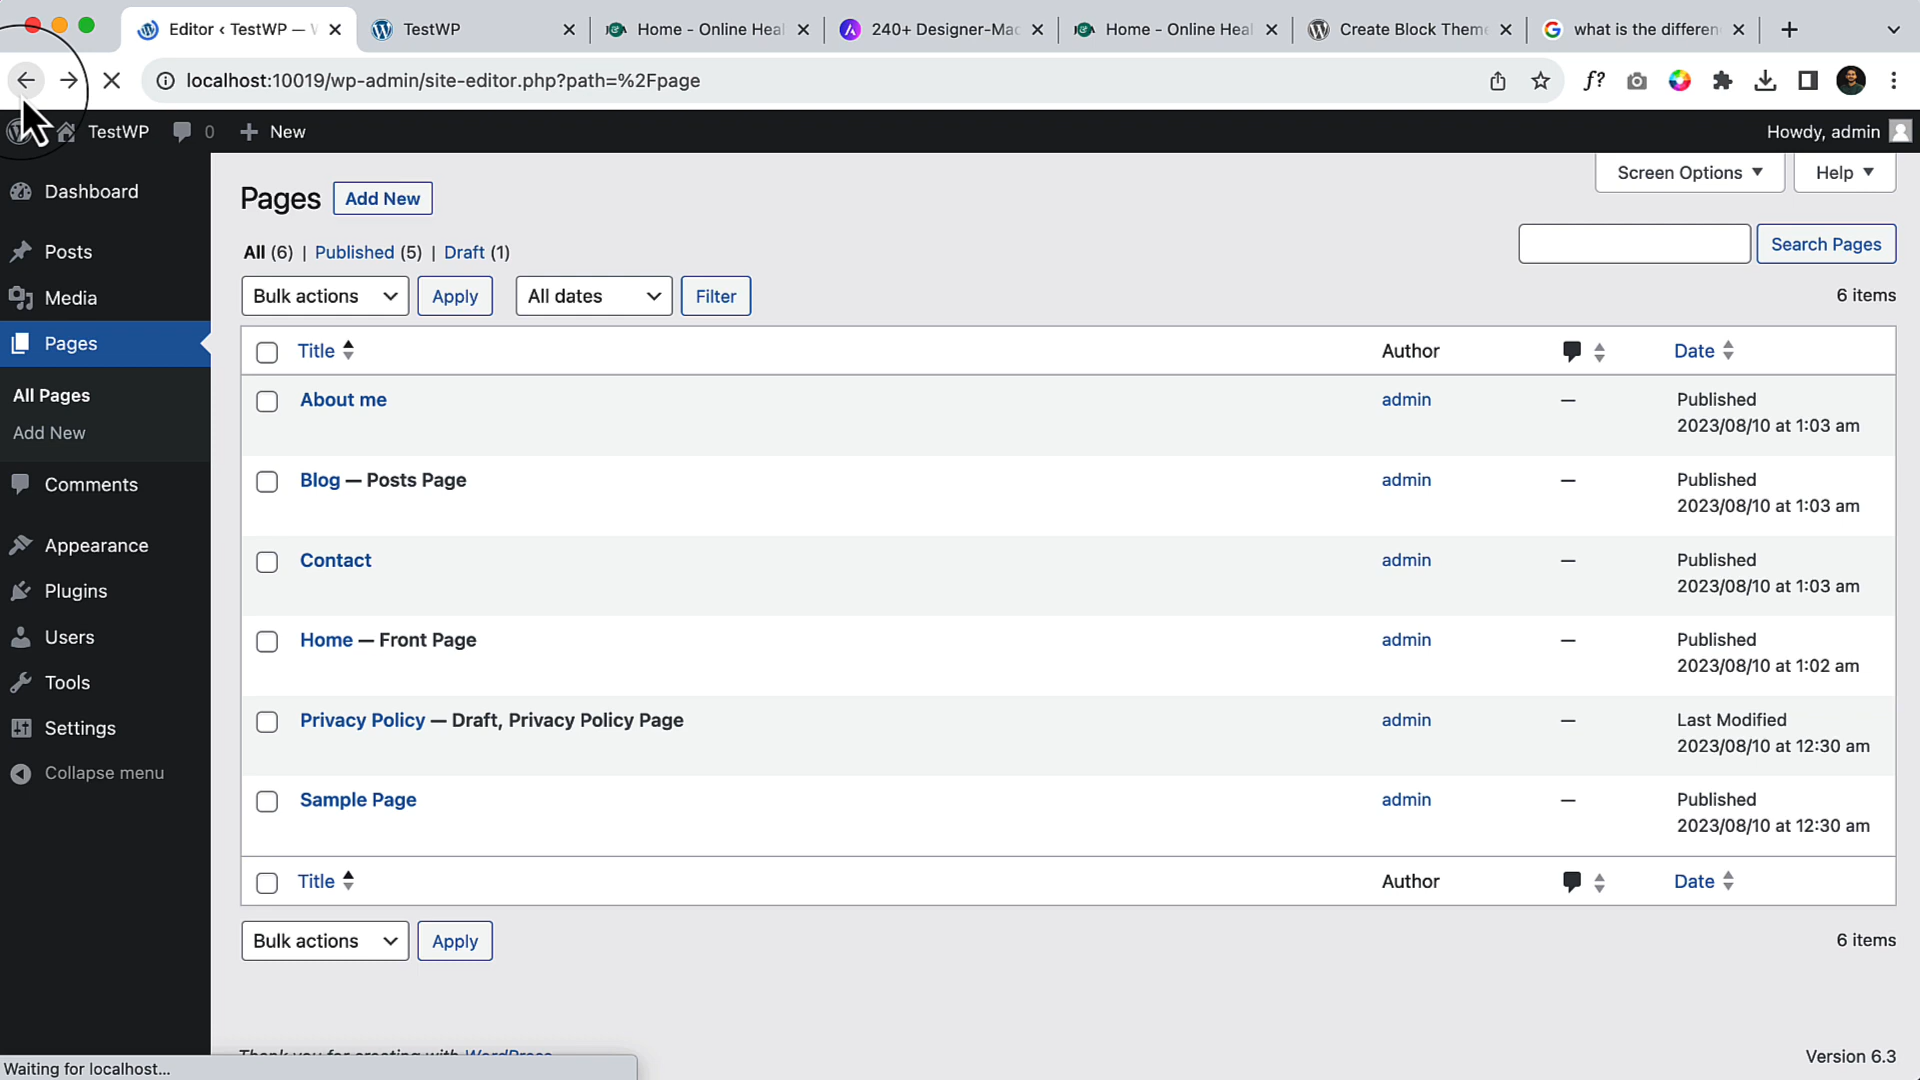 Editor ‹ TestWP — W
TestWP
Home - Online Heal
240+ Designer-Mac
Home - Online Heal
Create Block Theme
what is the differen
localhost:10019/wp-admin/site-editor.php?path=%2Fpage
f?
TestWP
0
+ New
Howdy, admin
Dashboard
Posts
Media
Pages
All Pages
Add New
Comments
Appearance
Plugins
Users
Tools
Settings
Collapse menu
Screen Options
Help
Pages
Add New
All (6) | Published (5) | Draft (1)
Search Pages
Bulk actions
Apply
All dates
Filter
6 items
Title
Author
Date
About me
admin
—
Published
2023/08/10 at 1:03 am
Blog — Posts Page
admin
—
Published
2023/08/10 at 1:03 am
Contact
admin
—
Published
2023/08/10 at 1:03 am
Home — Front Page
admin
—
Published
2023/08/10 at 1:02 am
Privacy Policy — Draft, Privacy Policy Page
admin
—
Last Modified
2023/08/10 at 12:30 am
Sample Page
admin
—
Published
2023/08/10 at 12:30 am
Title
Author
Date
Bulk actions
Apply
6 items
Thank you for creating with WordPress
Version 6.3
Waiting for localhost...